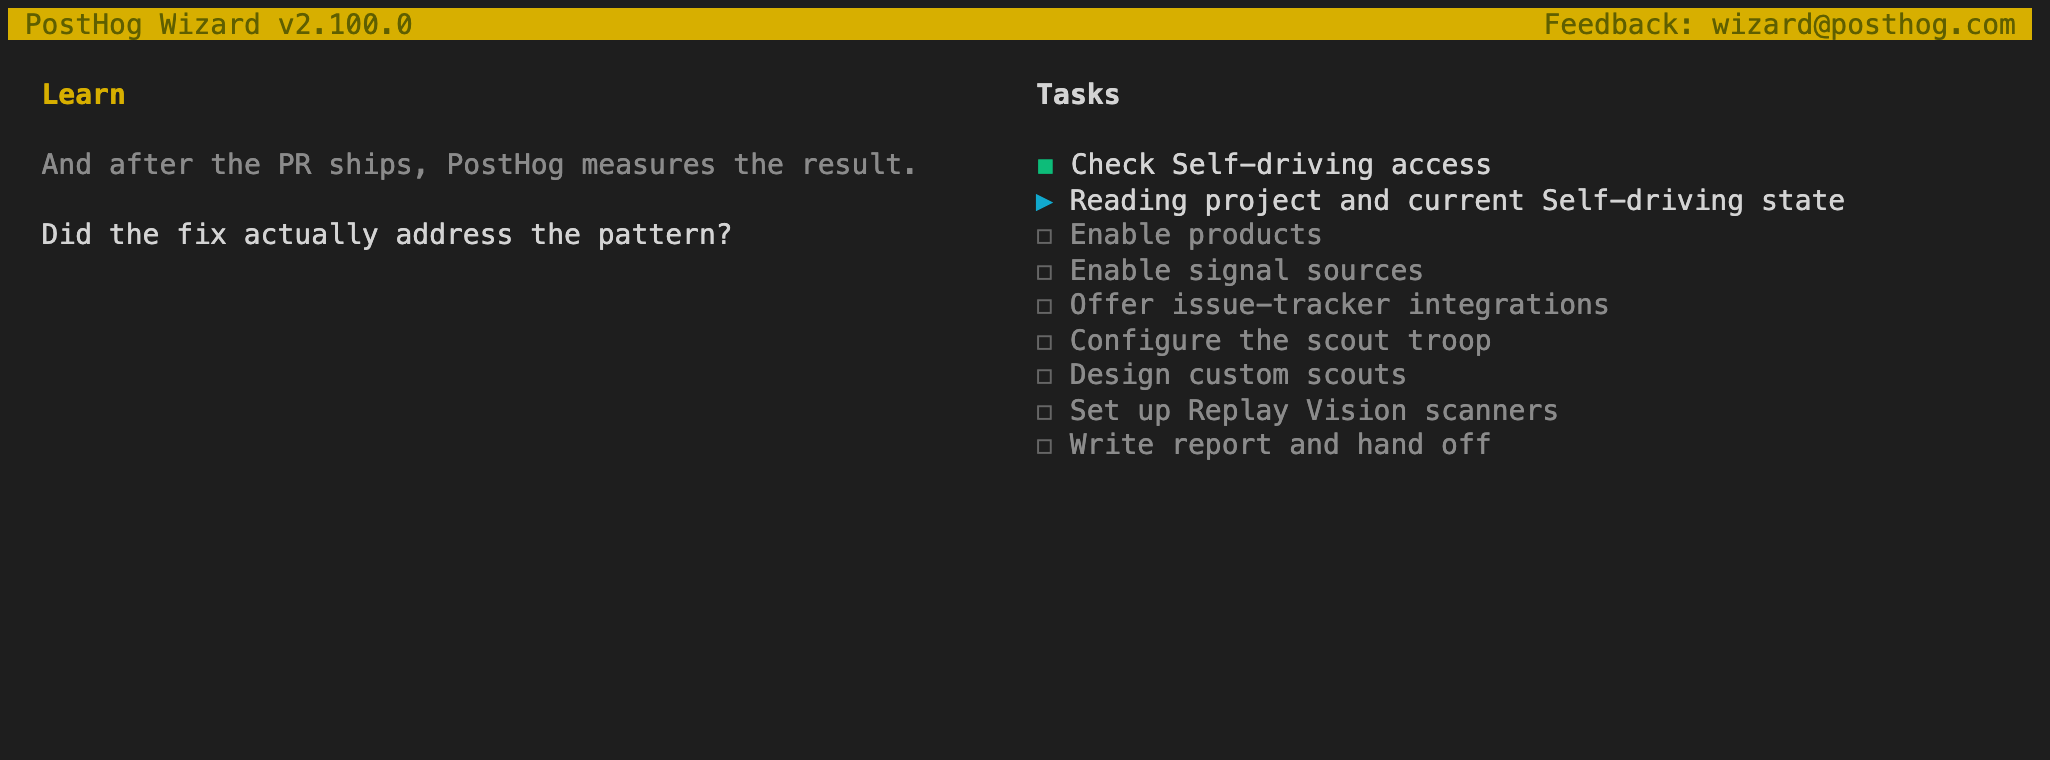 PostHog Wizard v2.100.0
Feedback: wizard@posthog.com
Learn
And after the PR ships, PostHog measures the result.
Did the fix actually address the pattern?
Tasks
■ Check Self-driving access
▶ Reading project and current Self-driving state
□ Enable products
□ Enable signal sources
□ Offer issue-tracker integrations
□ Configure the scout troop
□ Design custom scouts
□ Set up Replay Vision scanners
□ Write report and hand off